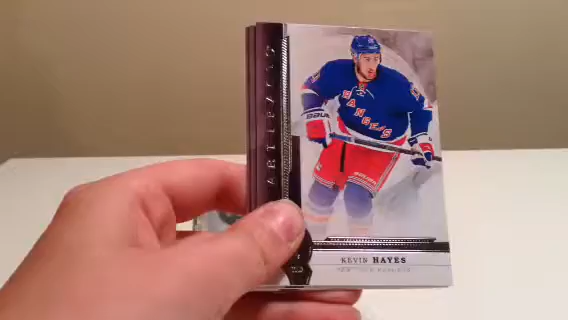 ARTIFACTS
RANGERS
KEVIN HAYES
NEW YORK RANGERS